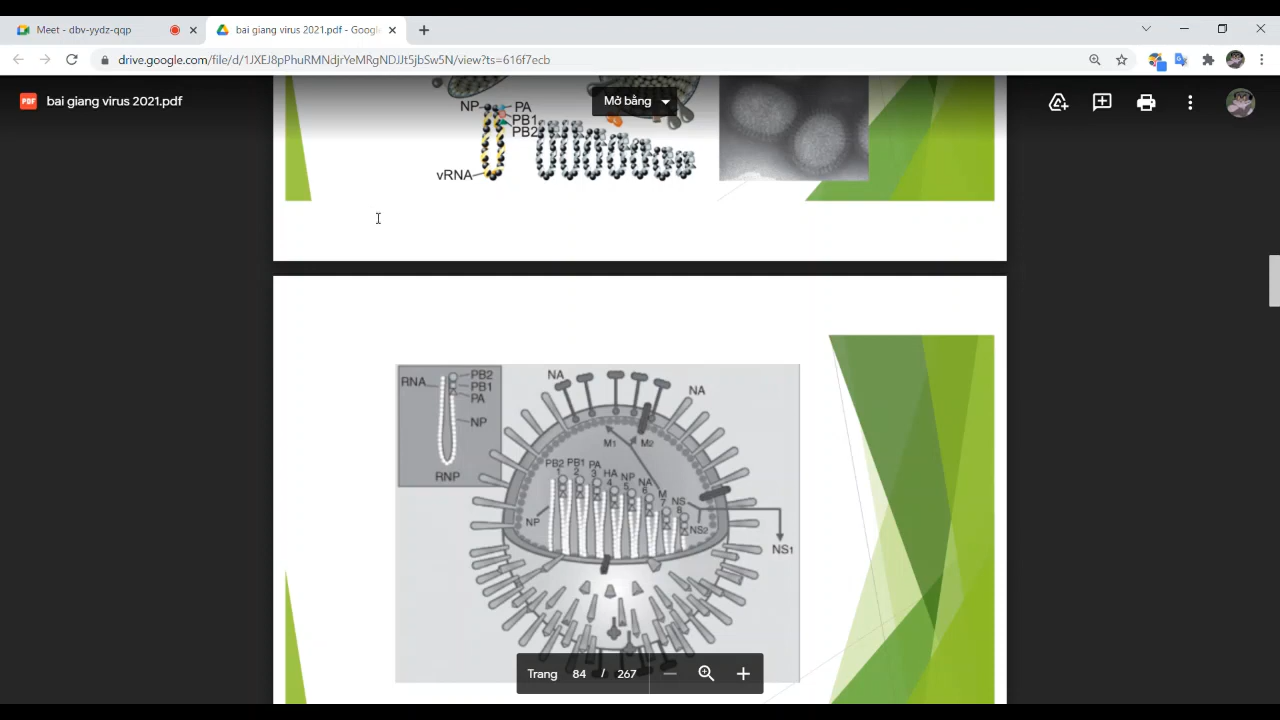 Meet - dbv-yydz-qqp
bai giang virus 2021.pdf - Googl
drive.google.com/file/d/1JXEJ8pPhuRMNdjrYeMRgNDJJt5jbSw5N/view?ts=616f7ecb
PDF
bai giang virus 2021.pdf
Mở bằng
NP
PA
PB1
PB2
vRNA
RNA
PB2
PB1
PA
NP
RNP
NA
NA
M1
M2
PB2
1
PB1
2
PA
3
HA
4
NP
5
NA
6
M
7
NS
8
NP
NS2
NS1
Trang 84 / 267